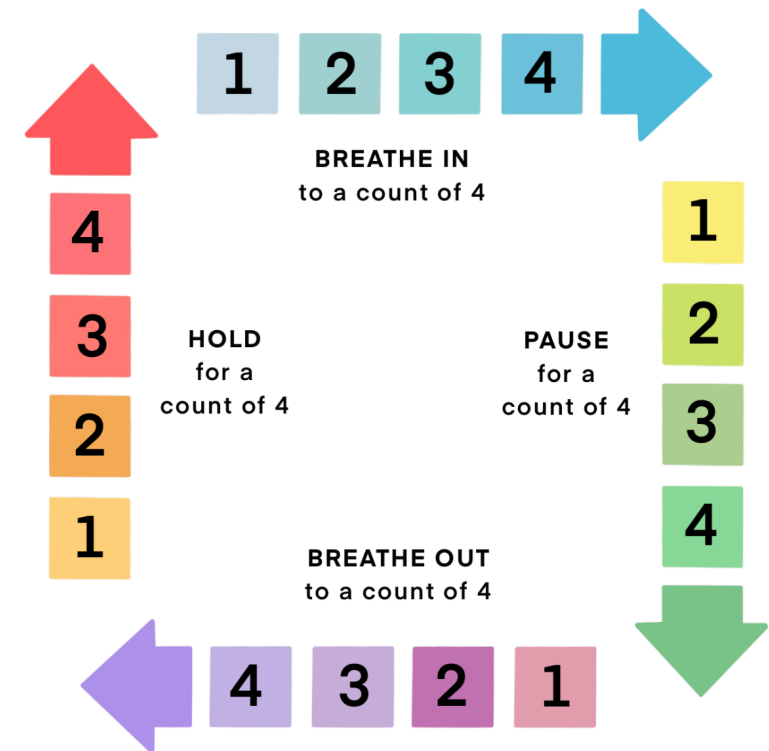 1 2 3 4
BREATHE IN
to a count of 4
1
2
3
4
PAUSE
for a
count of 4
BREATHE OUT
to a count of 4
4 3 2 1
4
3
2
1
HOLD
for a
count of 4